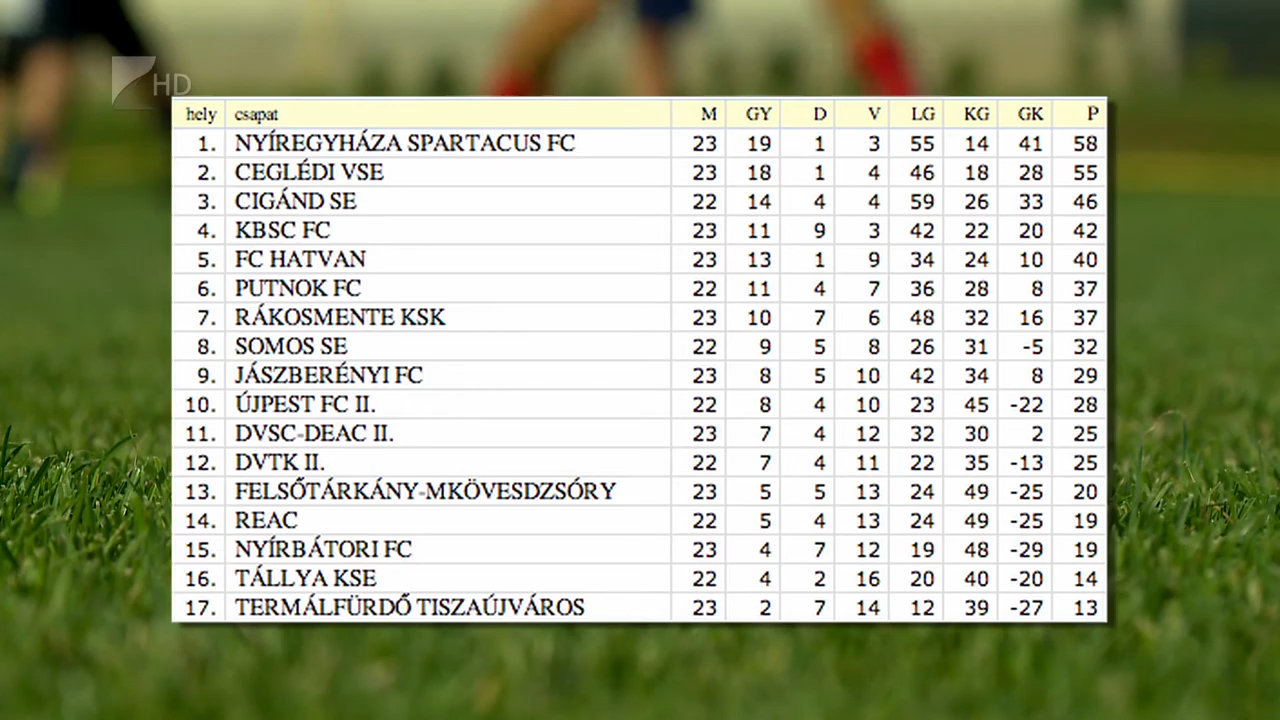 HD
hely csapat M GY D V LG KG GK P
1. NYÍREGYHÁZA SPARTACUS FC 23 19 1 3 55 14 41 58
2. CEGLÉDI VSE 23 18 1 4 46 18 28 55
3. CIGÁND SE 22 14 4 4 59 26 33 46
4. KBSC FC 23 11 9 3 42 22 20 42
5. FC HATVAN 23 13 1 9 34 24 10 40
6. PUTNOK FC 22 11 4 7 36 28 8 37
7. RÁKOSMENTE KSK 23 10 7 6 48 32 16 37
8. SOMOS SE 22 9 5 8 26 31 -5 32
9. JÁSZBERÉNYI FC 23 8 5 10 42 34 8 29
10. ÚJPEST FC II. 22 8 4 10 23 45 -22 28
11. DVSC-DEAC II. 23 7 4 12 32 30 2 25
12. DVTK II. 22 7 4 11 22 35 -13 25
13. FELSŐTÁRKÁNY-MKÖVESDZSÓRY 23 5 5 13 24 49 -25 20
14. REAC 22 5 4 13 24 49 -25 19
15. NYÍRBÁTORI FC 23 4 7 12 19 48 -29 19
16. TÁLLYA KSE 22 4 2 16 20 40 -20 14
17. TERMÁLFÜRDŐ TISZAÚJVÁROS 23 2 7 14 12 39 -27 13